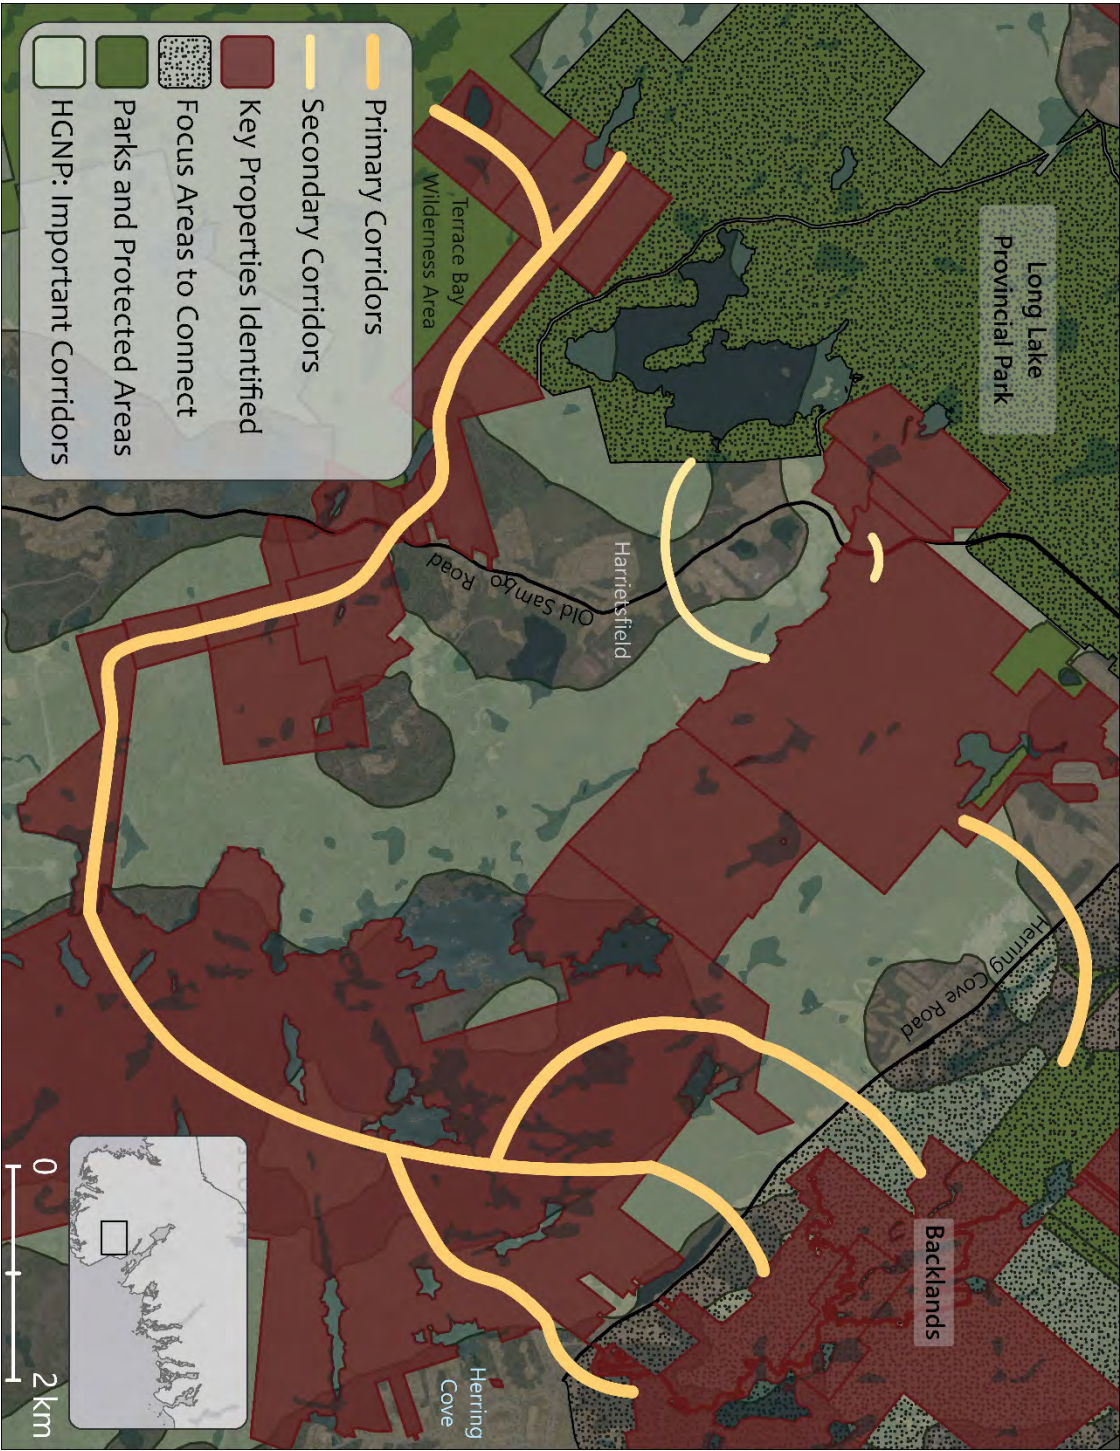 Long Lake
Provincial Park
Terrace Bay
Wilderness Area
Harrietsfield
Old Sambro
Road
Herring Cove Road
Backlands
Herring
Cove
Primary Corridors
Secondary Corridors
Key Properties Identified
Focus Areas to Connect
Parks and Protected Areas
HGNP: Important Corridors
0
2 km